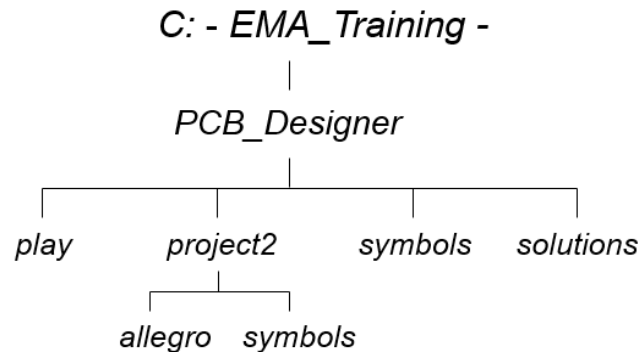 C: - EMA_Training -
PCB_Designer
play project2 symbols solutions
allegro symbols